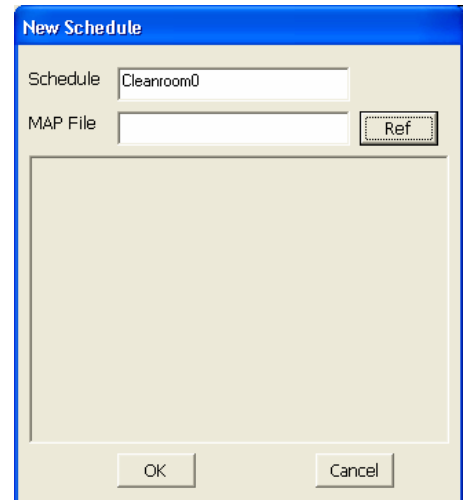 New Schedule
Schedule Cleanroom0
MAP File Ref
OK Cancel